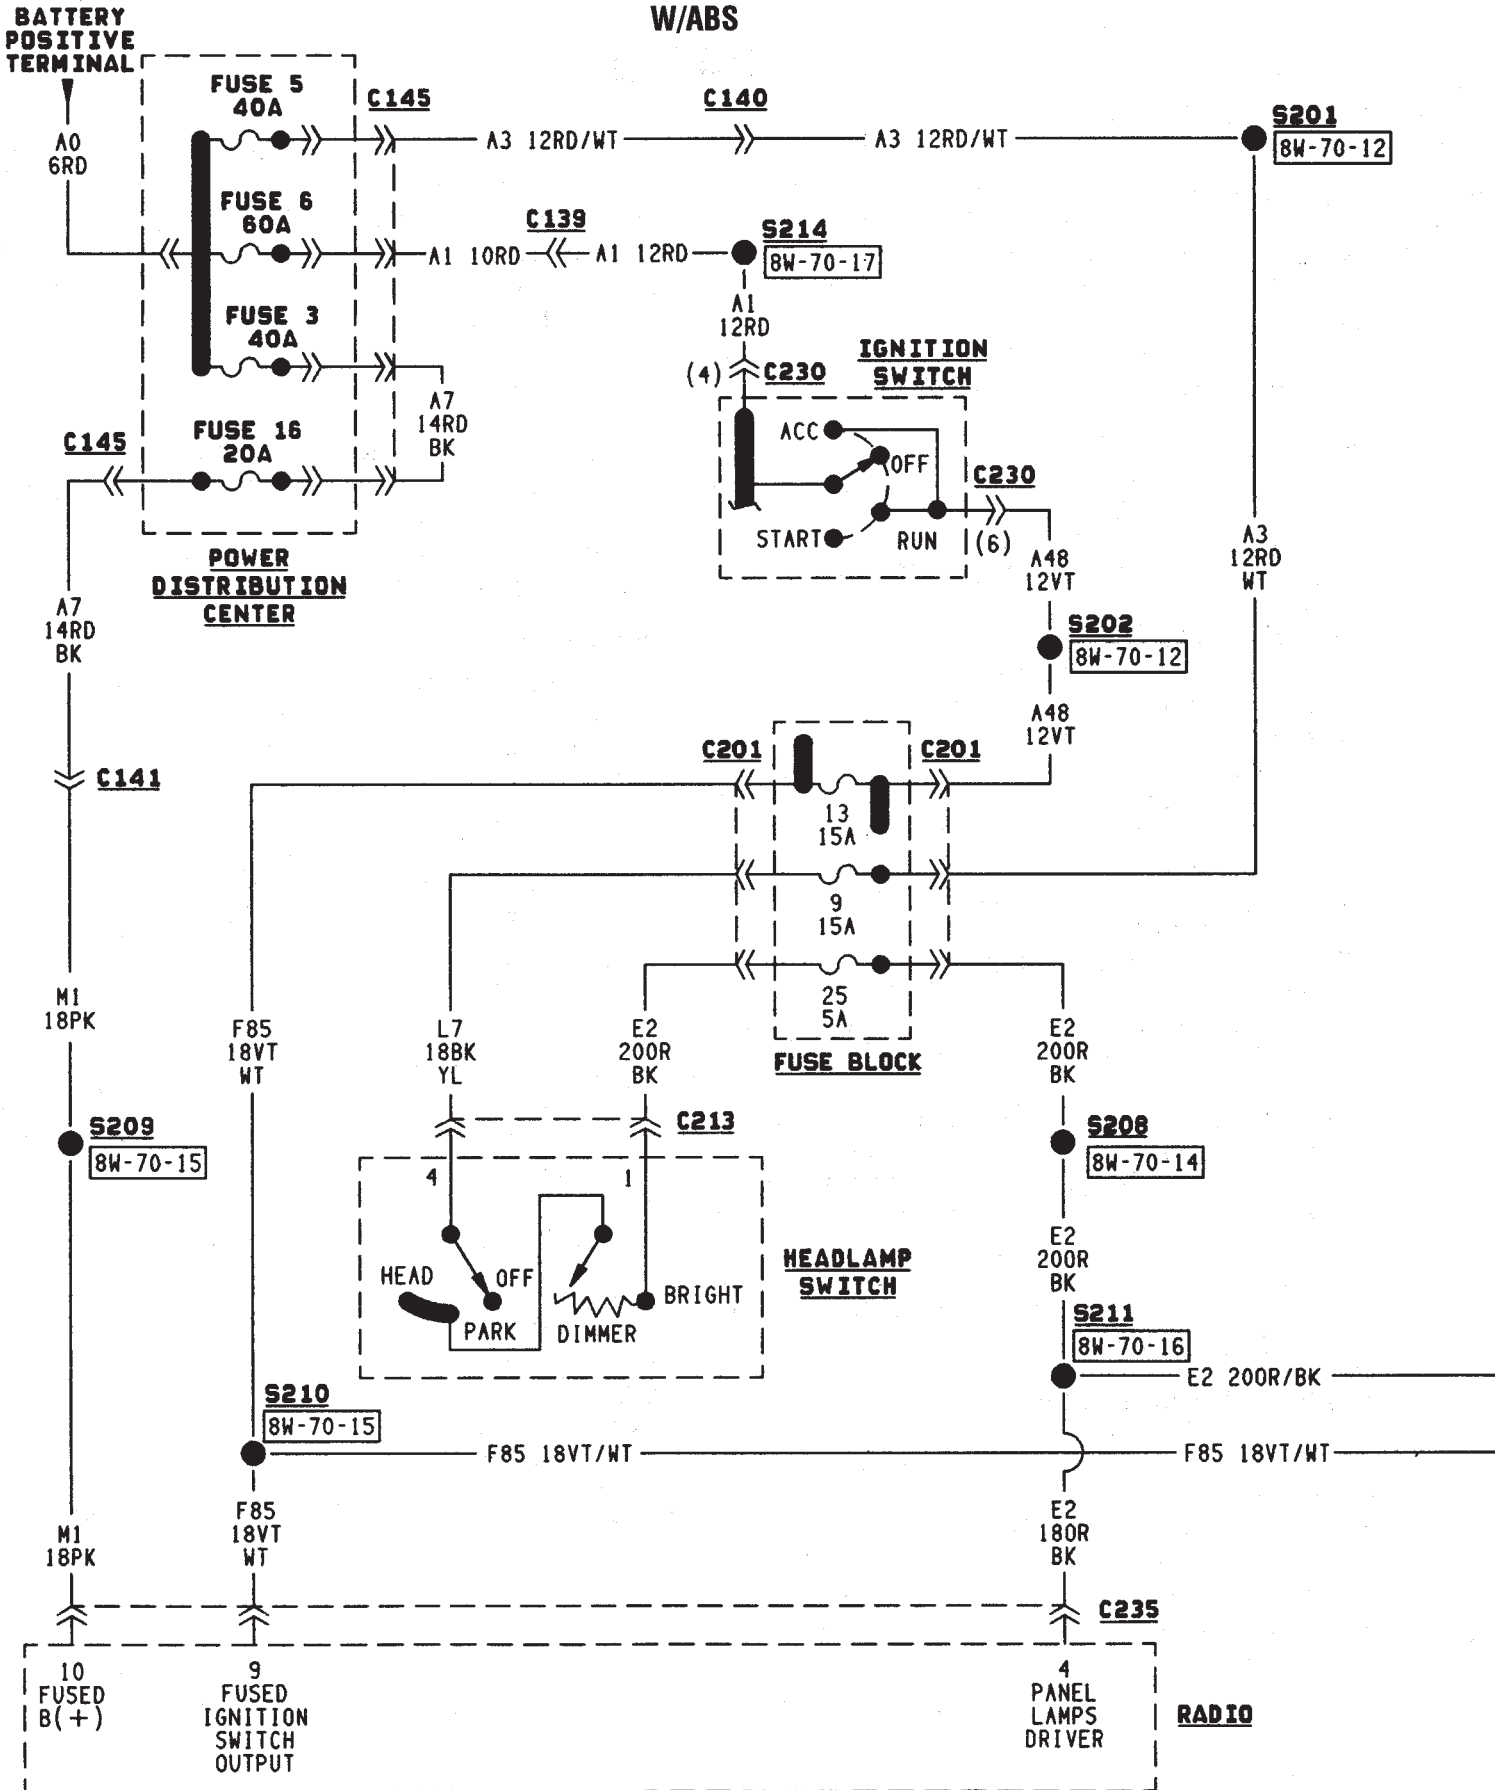 W/ABS
BATTERY
POSITIVE
TERMINAL
FUSE 5
40A
C145
C140
S201
8W-70-12
A0
6RD
A3 12RD/WT
A3 12RD/WT
FUSE 6
60A
C139
S214
8W-70-17
A1 10RD
A1 12RD
A1
12RD
FUSE 3
40A
(4)
C230
IGNITION
SWITCH
A7
14RD
BK
C145
FUSE 16
20A
ACC
OFF
C230
START
RUN
(6)
A48
12VT
A3
12RD
WT
POWER
DISTRIBUTION
CENTER
A7
14RD
BK
S202
8W-70-12
A48
12VT
C201
C201
C141
13
15A
9
15A
25
5A
FUSE BLOCK
M1
18PK
F85
18VT
WT
L7
18BK
YL
E2
200R
BK
E2
200R
BK
S209
8W-70-15
C213
S208
8W-70-14
4
1
E2
200R
BK
HEADLAMP
SWITCH
HEAD
OFF
PARK
DIMMER
BRIGHT
S211
8W-70-16
E2 200R/BK
S210
8W-70-15
F85 18VT/WT
F85 18VT/WT
M1
18PK
F85
18VT
WT
E2
180R
BK
C235
10
FUSED
B(+)
9
FUSED
IGNITION
SWITCH
OUTPUT
4
PANEL
LAMPS
DRIVER
RADIO